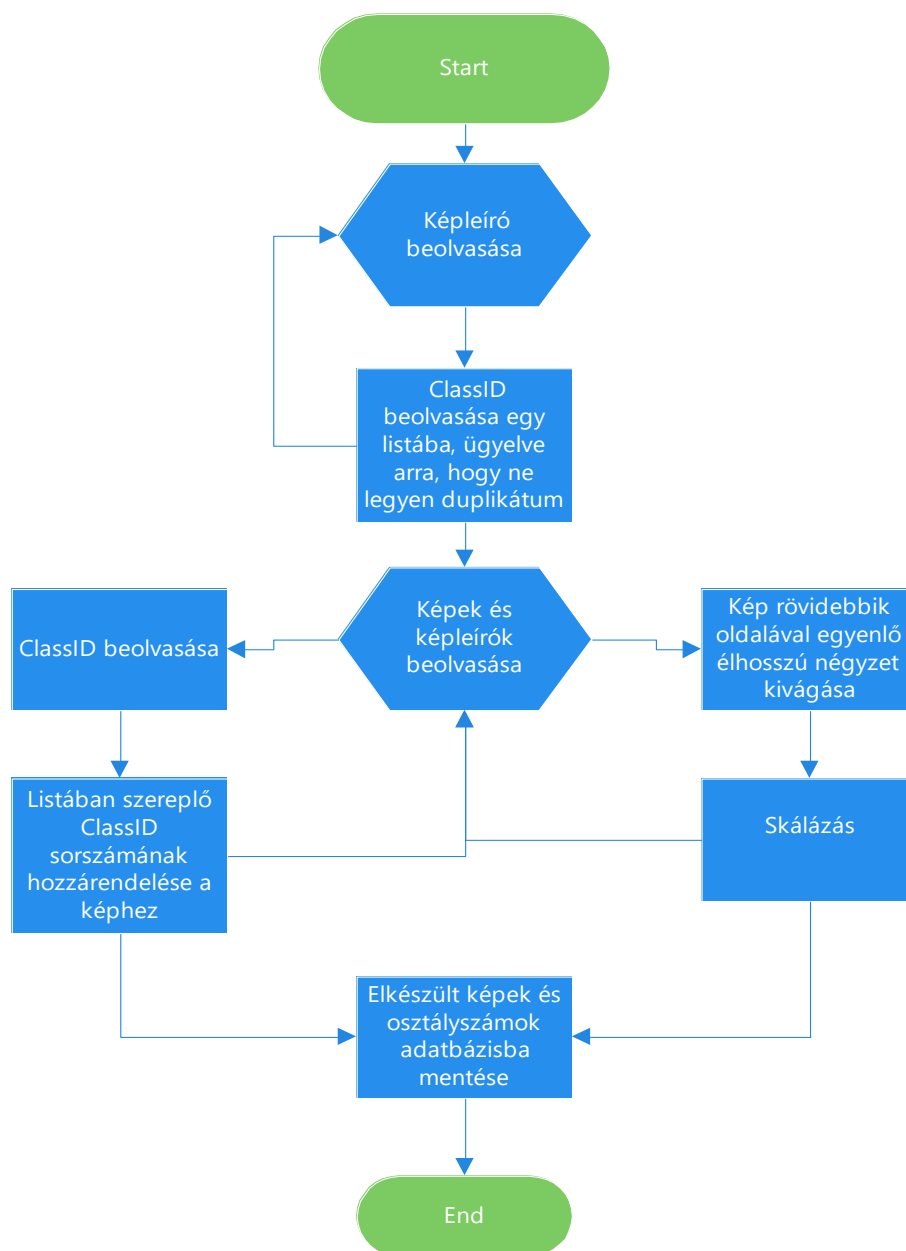 Start
Képleíró
beolvasása
ClassID
beolvasása egy
listába, ügyelve
arra, hogy ne
legyen duplikátum
Képek és
képleírók
beolvasása
ClassID beolvasása
Kép rövidebbik
oldalával egyenlő
élhosszú négyzet
kivágása
Listában szereplő
ClassID
sorszámának
hozzárendelése a
képhez
Skálázás
Elkészült képek és
osztályszámok
adatbázisba
mentése
End